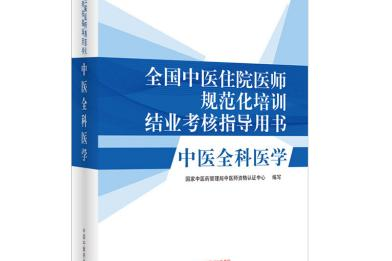 全国中医住院医师
规范化培训
结业考核指导用书
中医全科医学
国家中医药管理局中医师资格认证中心 编写
中医全科医学